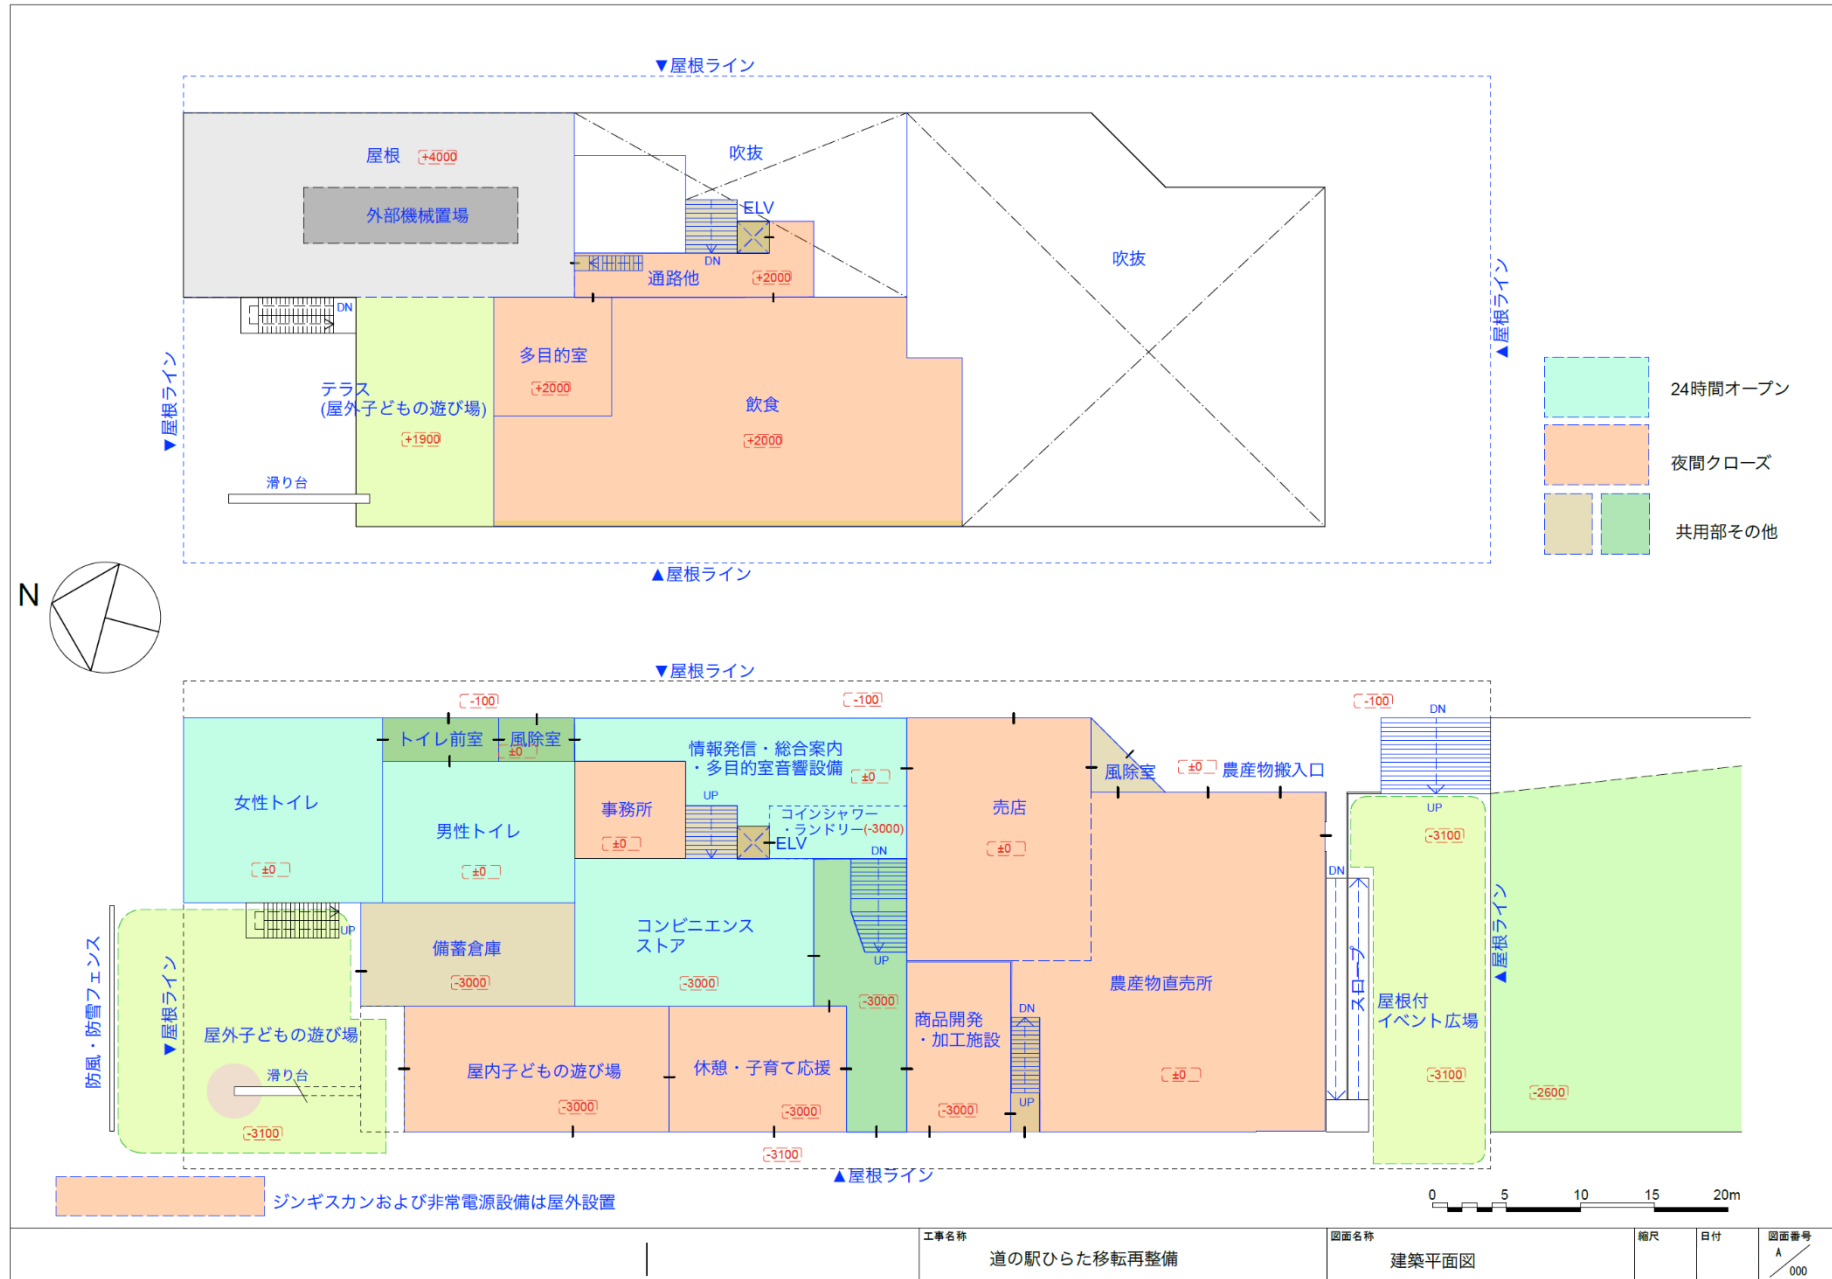 ▼屋根ライン
屋根
+4000
外部機械置場
吹抜
ELV
DN
通路他
+2000
吹抜
▲屋根ライン
DN
▼屋根ライン
テラス
(屋外子どもの遊び場)
+1900
多目的室
+2000
飲食
+2000
滑り台
▲屋根ライン
24時間オープン
夜間クローズ
共用部その他
N
▼屋根ライン
-100
-100
-100
DN
トイレ前室
風除室
±0
情報発信・総合案内
・多目的室音響設備
±0
風除室
±0
農産物搬入口
女性トイレ
±0
男性トイレ
±0
事務所
±0
UP
コインシャワー
・ランドリー(-3000)
ELV
DN
売店
±0
UP
-3100
DN
UP
備蓄倉庫
-3000
コンビニエンス
ストア
-3000
UP
-3000
農産物直売所
±0
スロープ
屋根付
イベント広場
-3100
▲屋根ライン
-2600
防風・防雪フェンス
▼屋根ライン
屋外子どもの遊び場
滑り台
-3100
屋内子どもの遊び場
-3000
休憩・子育て応援
-3000
商品開発
・加工施設
-3000
DN
UP
-3100
▲屋根ライン
ジンギスカンおよび非常電源設備は屋外設置
0 5 10 15 20m
工事名称
道の駅ひらた移転再整備
図面名称
建築平面図
縮尺
日付
図面番号
A
000